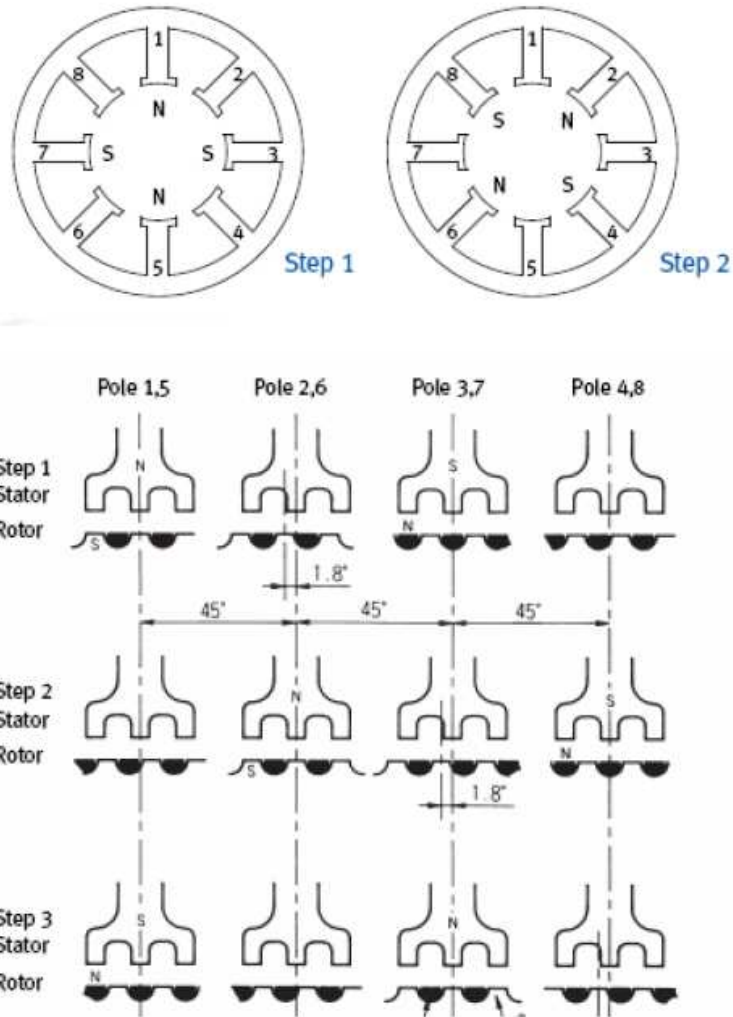 1
8 2
N
7 S S 3
N
6 4
5
Step 1
1
8 2
S N
7 3
N S
6 4
5
Step 2
Pole 1,5 Pole 2,6 Pole 3,7 Pole 4,8
Step 1 N S
Stator
Rotor S N
1.8°
45° 45° 45°
Step 2 N S
Stator
Rotor S N
1.8°
Step 3 S N
Stator
Rotor N